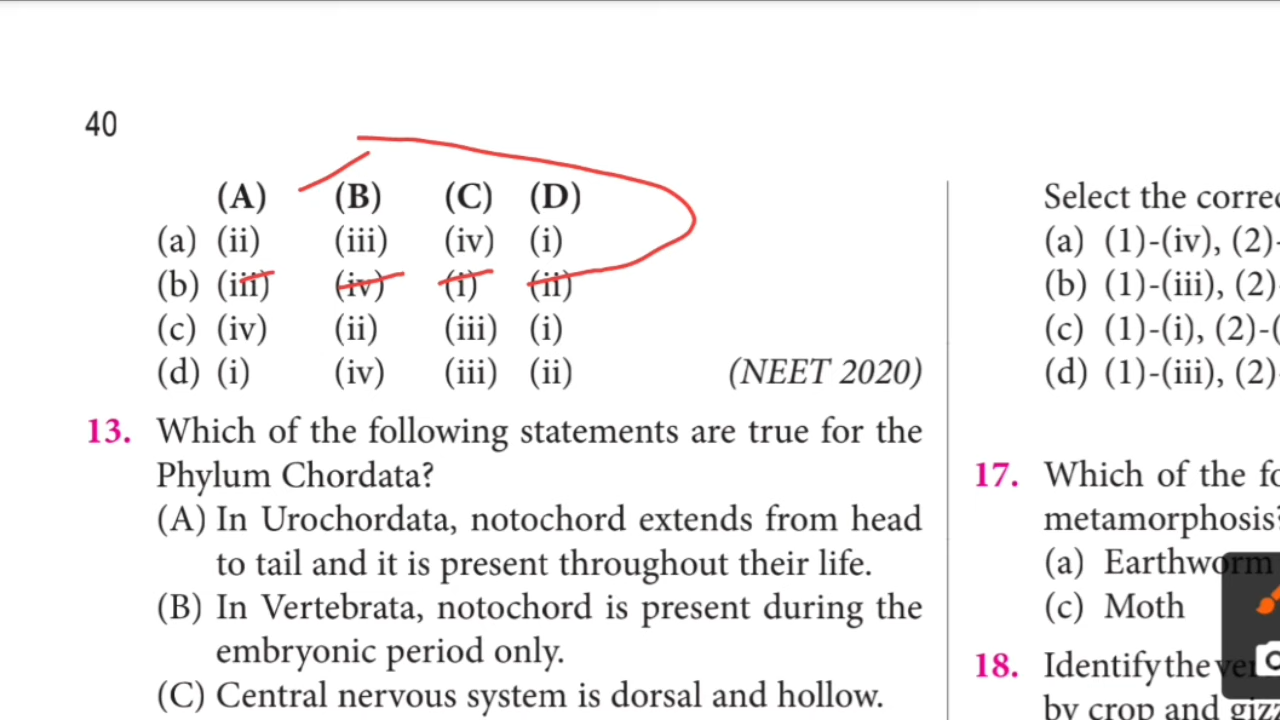 40
(A) (B) (C) (D)
(a) (ii) (iii) (iv) (i)
(b) (iii) (iv) (i) (ii)
(c) (iv) (ii) (iii) (i)
(d) (i) (iv) (iii) (ii)
(NEET 2020)
13. Which of the following statements are true for the
Phylum Chordata?
(A) In Urochordata, notochord extends from head
to tail and it is present throughout their life.
(B) In Vertebrata, notochord is present during the
embryonic period only.
(C) Central nervous system is dorsal and hollow.
Select the
(a) (1)-(iv), (2)-
(b) (1)-(iii), (2)
(c) (1)-(i), (2)-(
(d) (1)-(iii), (2)
17. Which of the
metamorphosis?
(a) Earthworm
(c) Moth
18. Identify the
by crop and